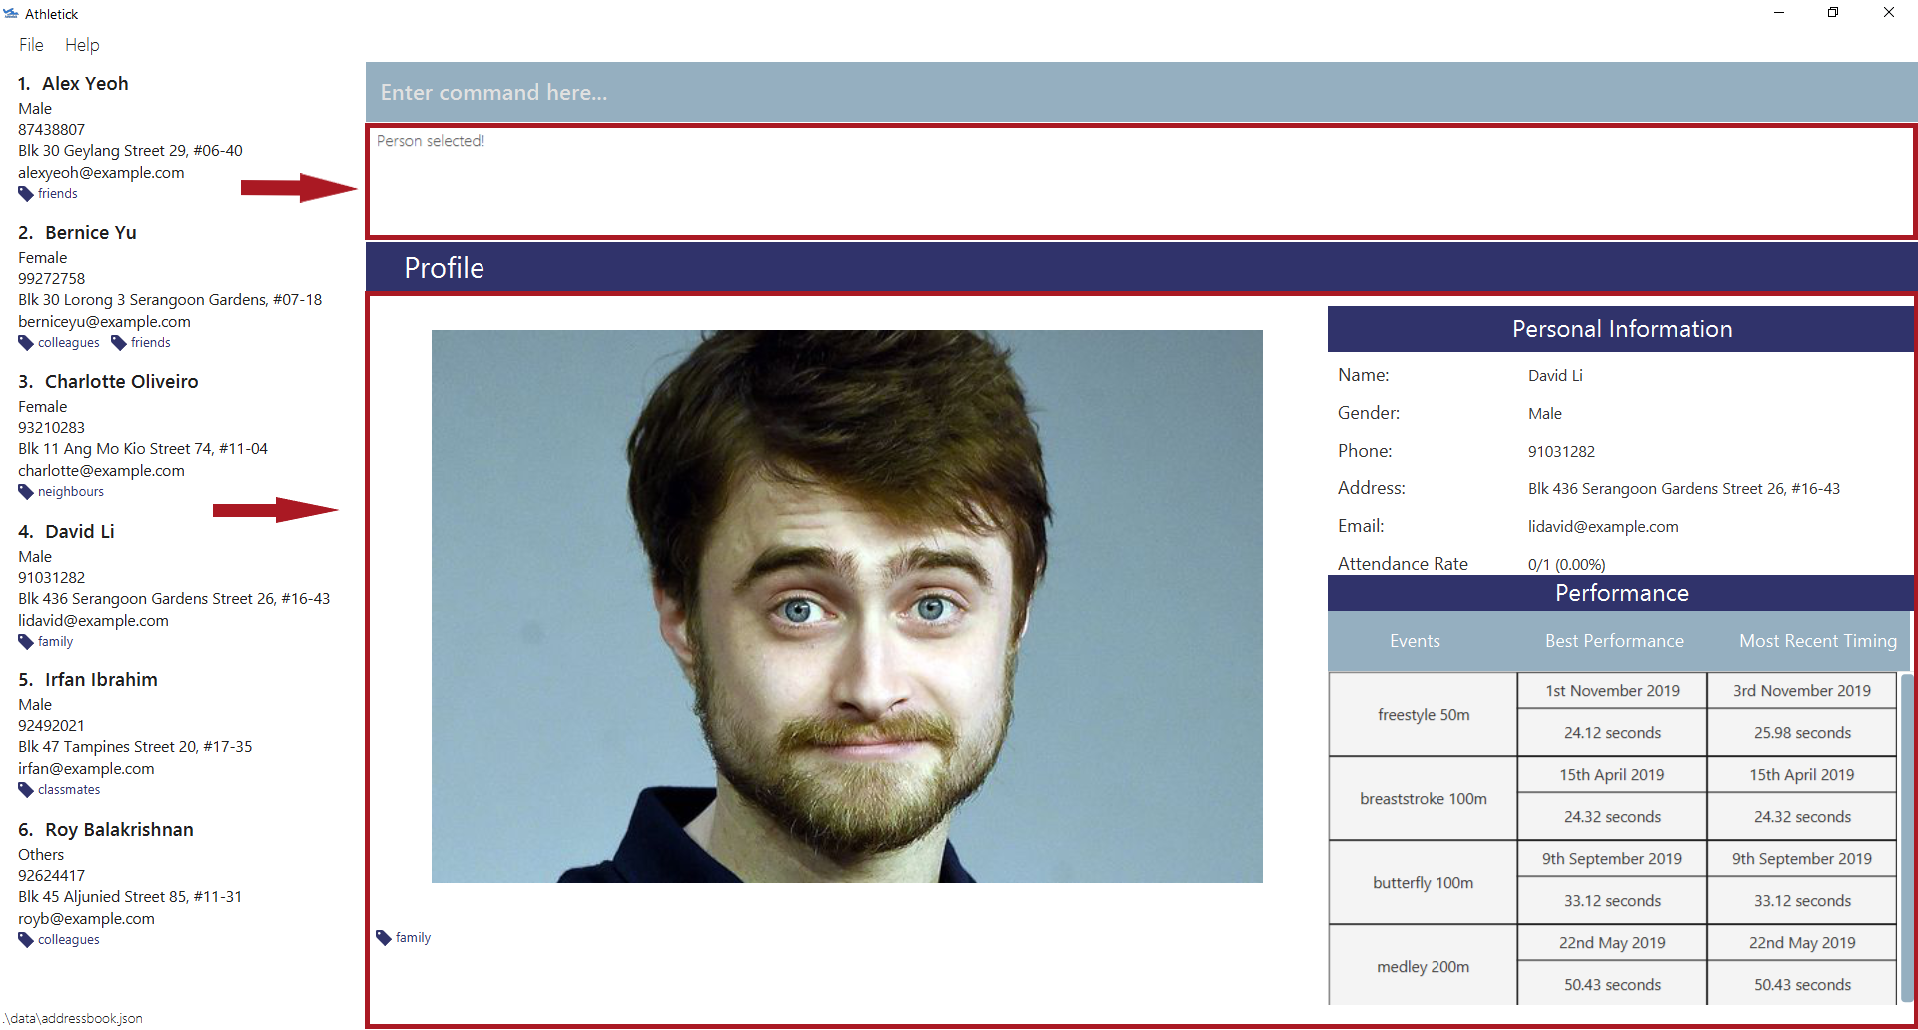 Athletick
File Help
1. Alex Yeoh
Male
87438807
Blk 30 Geylang Street 29, #06-40
alexyeoh@example.com
friends
2. Bernice Yu
Female
99272758
Blk 30 Lorong 3 Serangoon Gardens, #07-18
berniceyu@example.com
colleagues friends
3. Charlotte Oliveiro
Female
93210283
Blk 11 Ang Mo Kio Street 74, #11-04
charlotte@example.com
neighbours
4. David Li
Male
91031282
Blk 436 Serangoon Gardens Street 26, #16-43
lidavid@example.com
family
5. Irfan Ibrahim
Male
92492021
Blk 47 Tampines Street 20, #17-35
irfan@example.com
classmates
6. Roy Balakrishnan
Others
92624417
Blk 45 Aljunied Street 85, #11-31
royb@example.com
colleagues
.\data\addressbook.json
Enter command here...
Person selected!
Profile
family
Personal Information
Name: David Li
Gender: Male
Phone: 91031282
Address: Blk 436 Serangoon Gardens Street 26, #16-43
Email: lidavid@example.com
Attendance Rate 0/1 (0.00%)
Performance
Events Best Performance Most Recent Timing
freestyle 50m
1st November 2019 3rd November 2019
24.12 seconds 25.98 seconds
breaststroke 100m
15th April 2019 15th April 2019
24.32 seconds 24.32 seconds
butterfly 100m
9th September 2019 9th September 2019
33.12 seconds 33.12 seconds
medley 200m
22nd May 2019 22nd May 2019
50.43 seconds 50.43 seconds